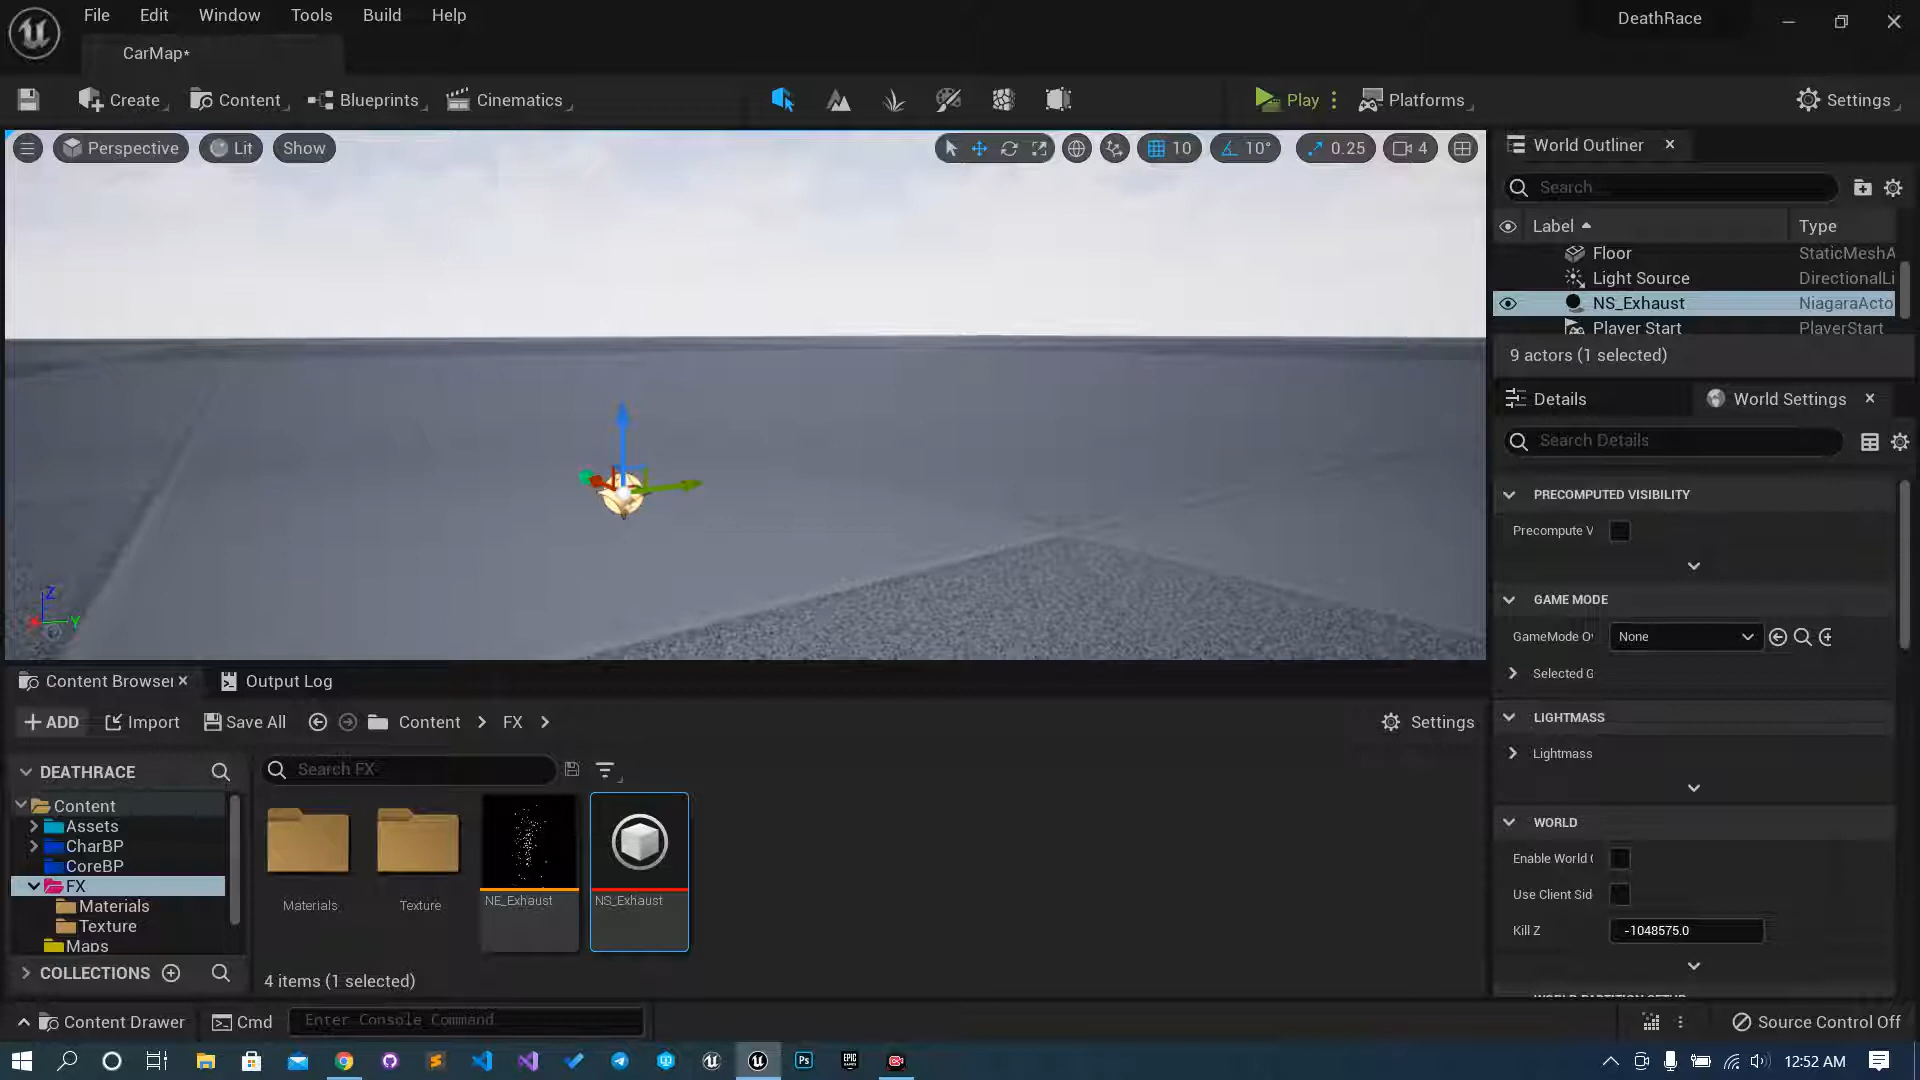 File Edit Window Tools Build Help
DeathRace
CarMap*
Create Content Blueprints Cinematics Play Platforms Settings
Perspective Lit Show 10 10° 0.25 4
World Outliner
Search
Label Type
Floor StaticMeshA
Light Source DirectionalLi
NS_Exhaust NiagaraActo
Player Start PlayerStart
9 actors (1 selected)
Details World Settings
Search Details
PRECOMPUTED VISIBILITY
Precompute V
GAME MODE
GameMode O None
Selected G
LIGHTMASS
Lightmass
WORLD
Enable World
Use Client Sid
Kill Z -1048575.0
Z
X Y
Content Browser Output Log
ADD Import Save All Content FX Settings
DEATHRACE
Search FX
Content
Assets
CharBP
CoreBP
FX
Materials
Texture
Maps
COLLECTIONS
Materials Texture NE_Exhaust NS_Exhaust
4 items (1 selected)
Content Drawer Cmd Enter Console Command Source Control Off
Ps EPIC GAMES 12:52 AM